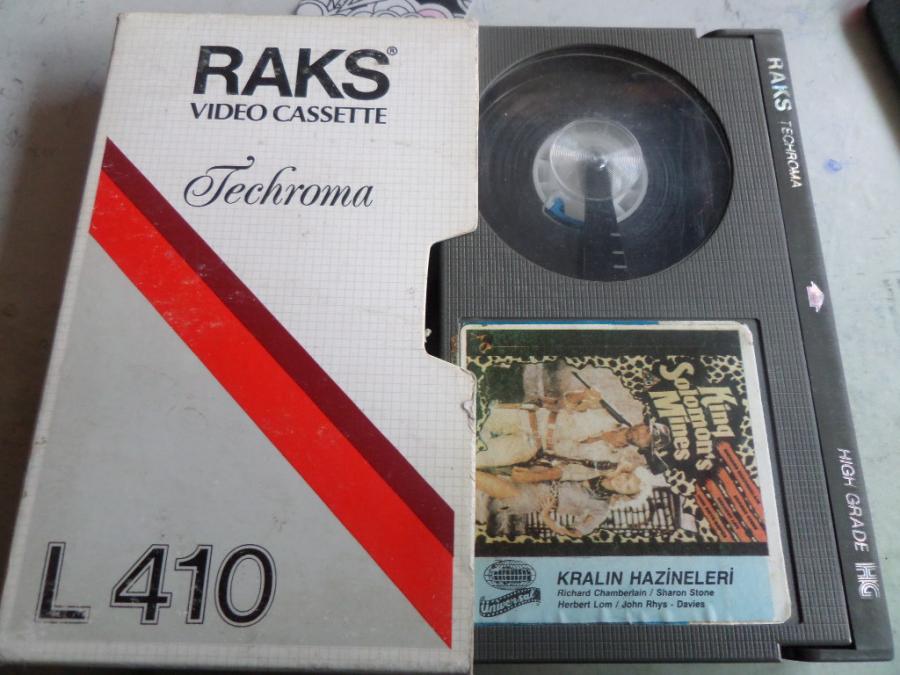 RAKS®
VIDEO CASSETTE
Techroma
L 410
RAKS TECHROMA
HIGH GRADE HG
King
Solomon's
Mines
KRALIN HAZİNELERİ
Richard Chamberlain / Sharon Stone
Herbert Lom / John Rhys - Davies